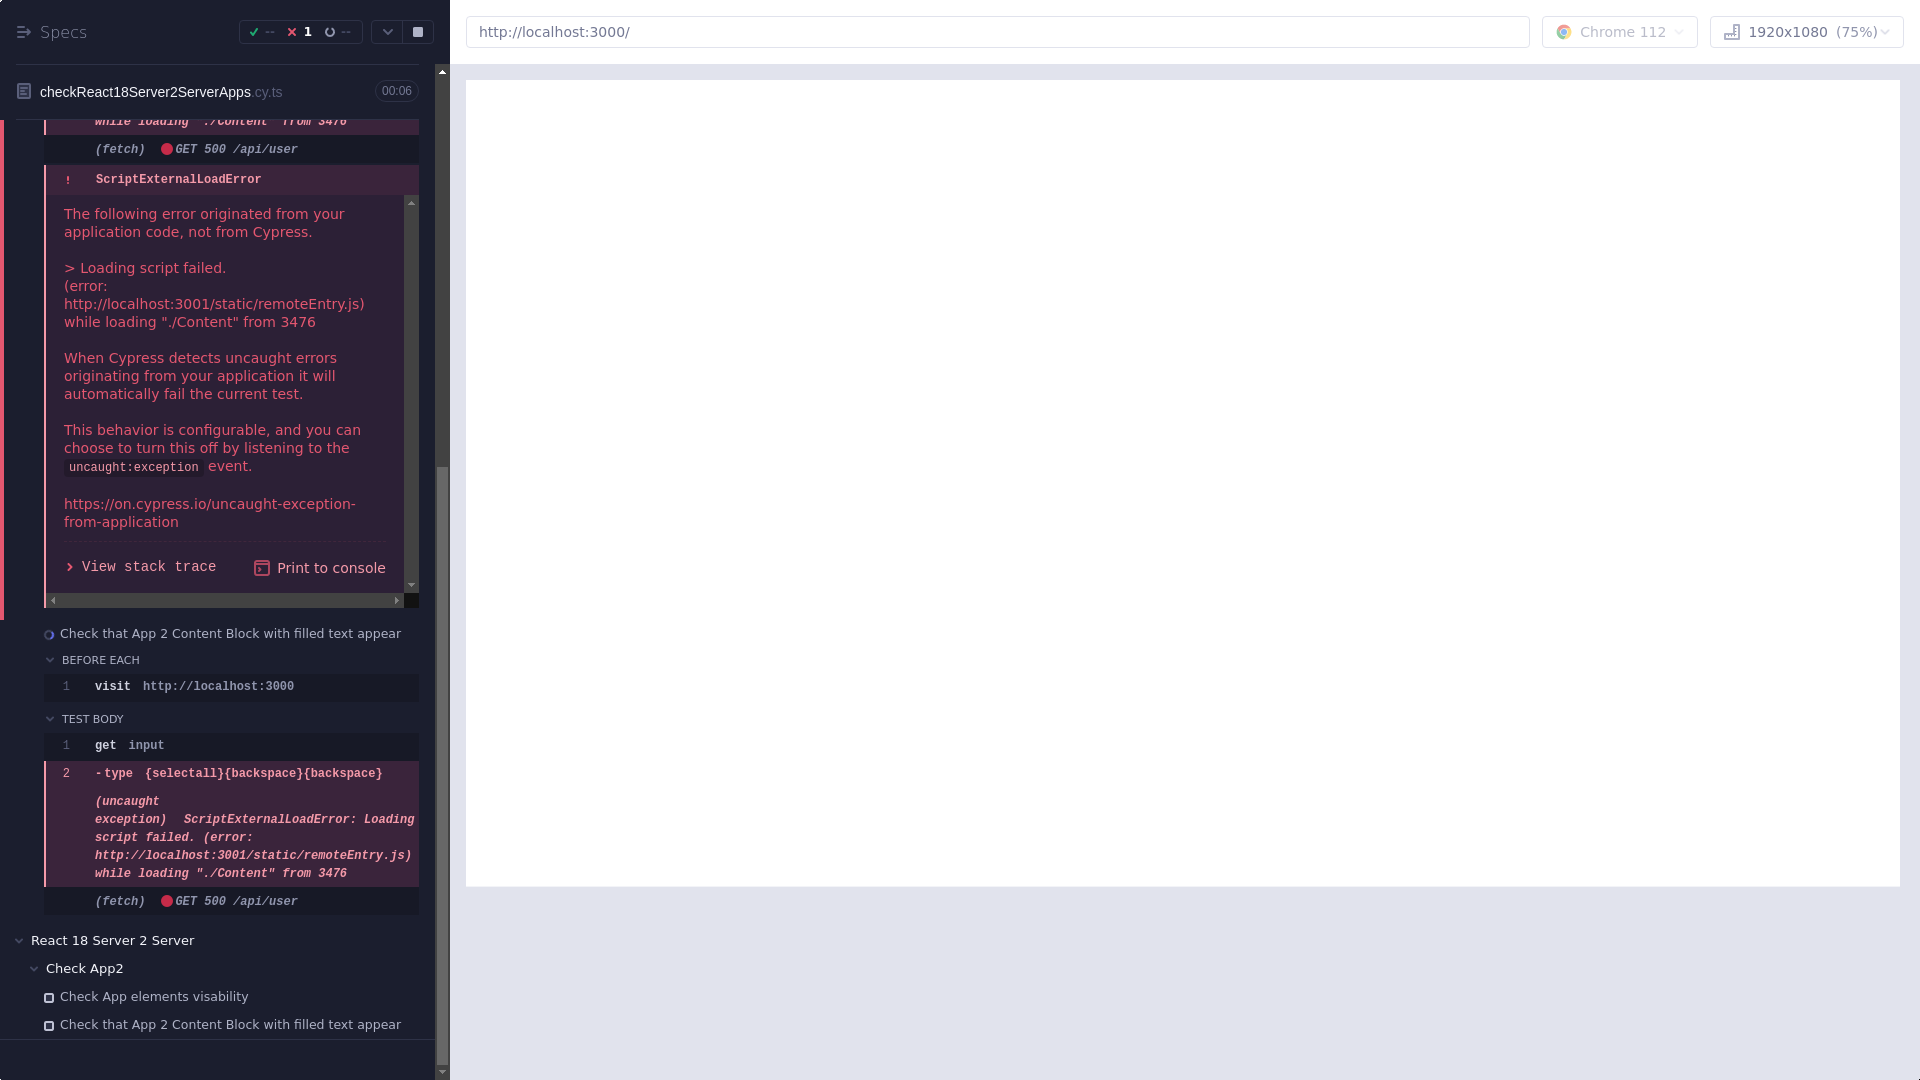 Specs
--
1
--
http://localhost:3000/
Chrome 112
1920x1080 (75%)
checkReact18Server2ServerApps.cy.ts
00:06
while loading "./Content" from 3476
(fetch) GET 500 /api/user
! ScriptExternalLoadError
The following error originated from your
application code, not from Cypress.
> Loading script failed.
(error:
http://localhost:3001/static/remoteEntry.js)
while loading "./Content" from 3476
When Cypress detects uncaught errors
originating from your application it will
automatically fail the current test.
This behavior is configurable, and you can
choose to turn this off by listening to the
uncaught:exception event.
https://on.cypress.io/uncaught-exception-
from-application
View stack trace
Print to console
Check that App 2 Content Block with filled text appear
BEFORE EACH
1 visit http://localhost:3000
TEST BODY
1 get input
2 -type {selectall}{backspace}{backspace}
(uncaught
exception) ScriptExternalLoadError: Loading
script failed. (error:
http://localhost:3001/static/remoteEntry.js)
while loading "./Content" from 3476
(fetch) GET 500 /api/user
React 18 Server 2 Server
Check App2
Check App elements visability
Check that App 2 Content Block with filled text appear